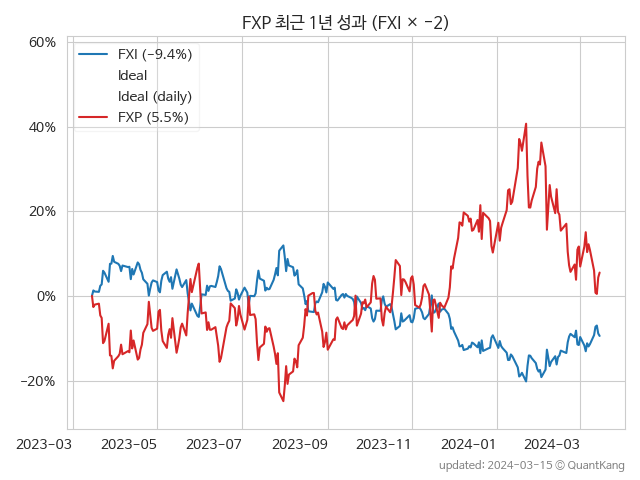 FXP 최근 1년 성과 (FXI × −2)
60%
40%
20%
0%
−20%
FXI (−9.4%)
Ideal
Ideal (daily)
FXP (5.5%)
2023-03 2023-05 2023-07 2023-09 2023-11 2024-01 2024-03
updated: 2024-03-15 © QuantKang